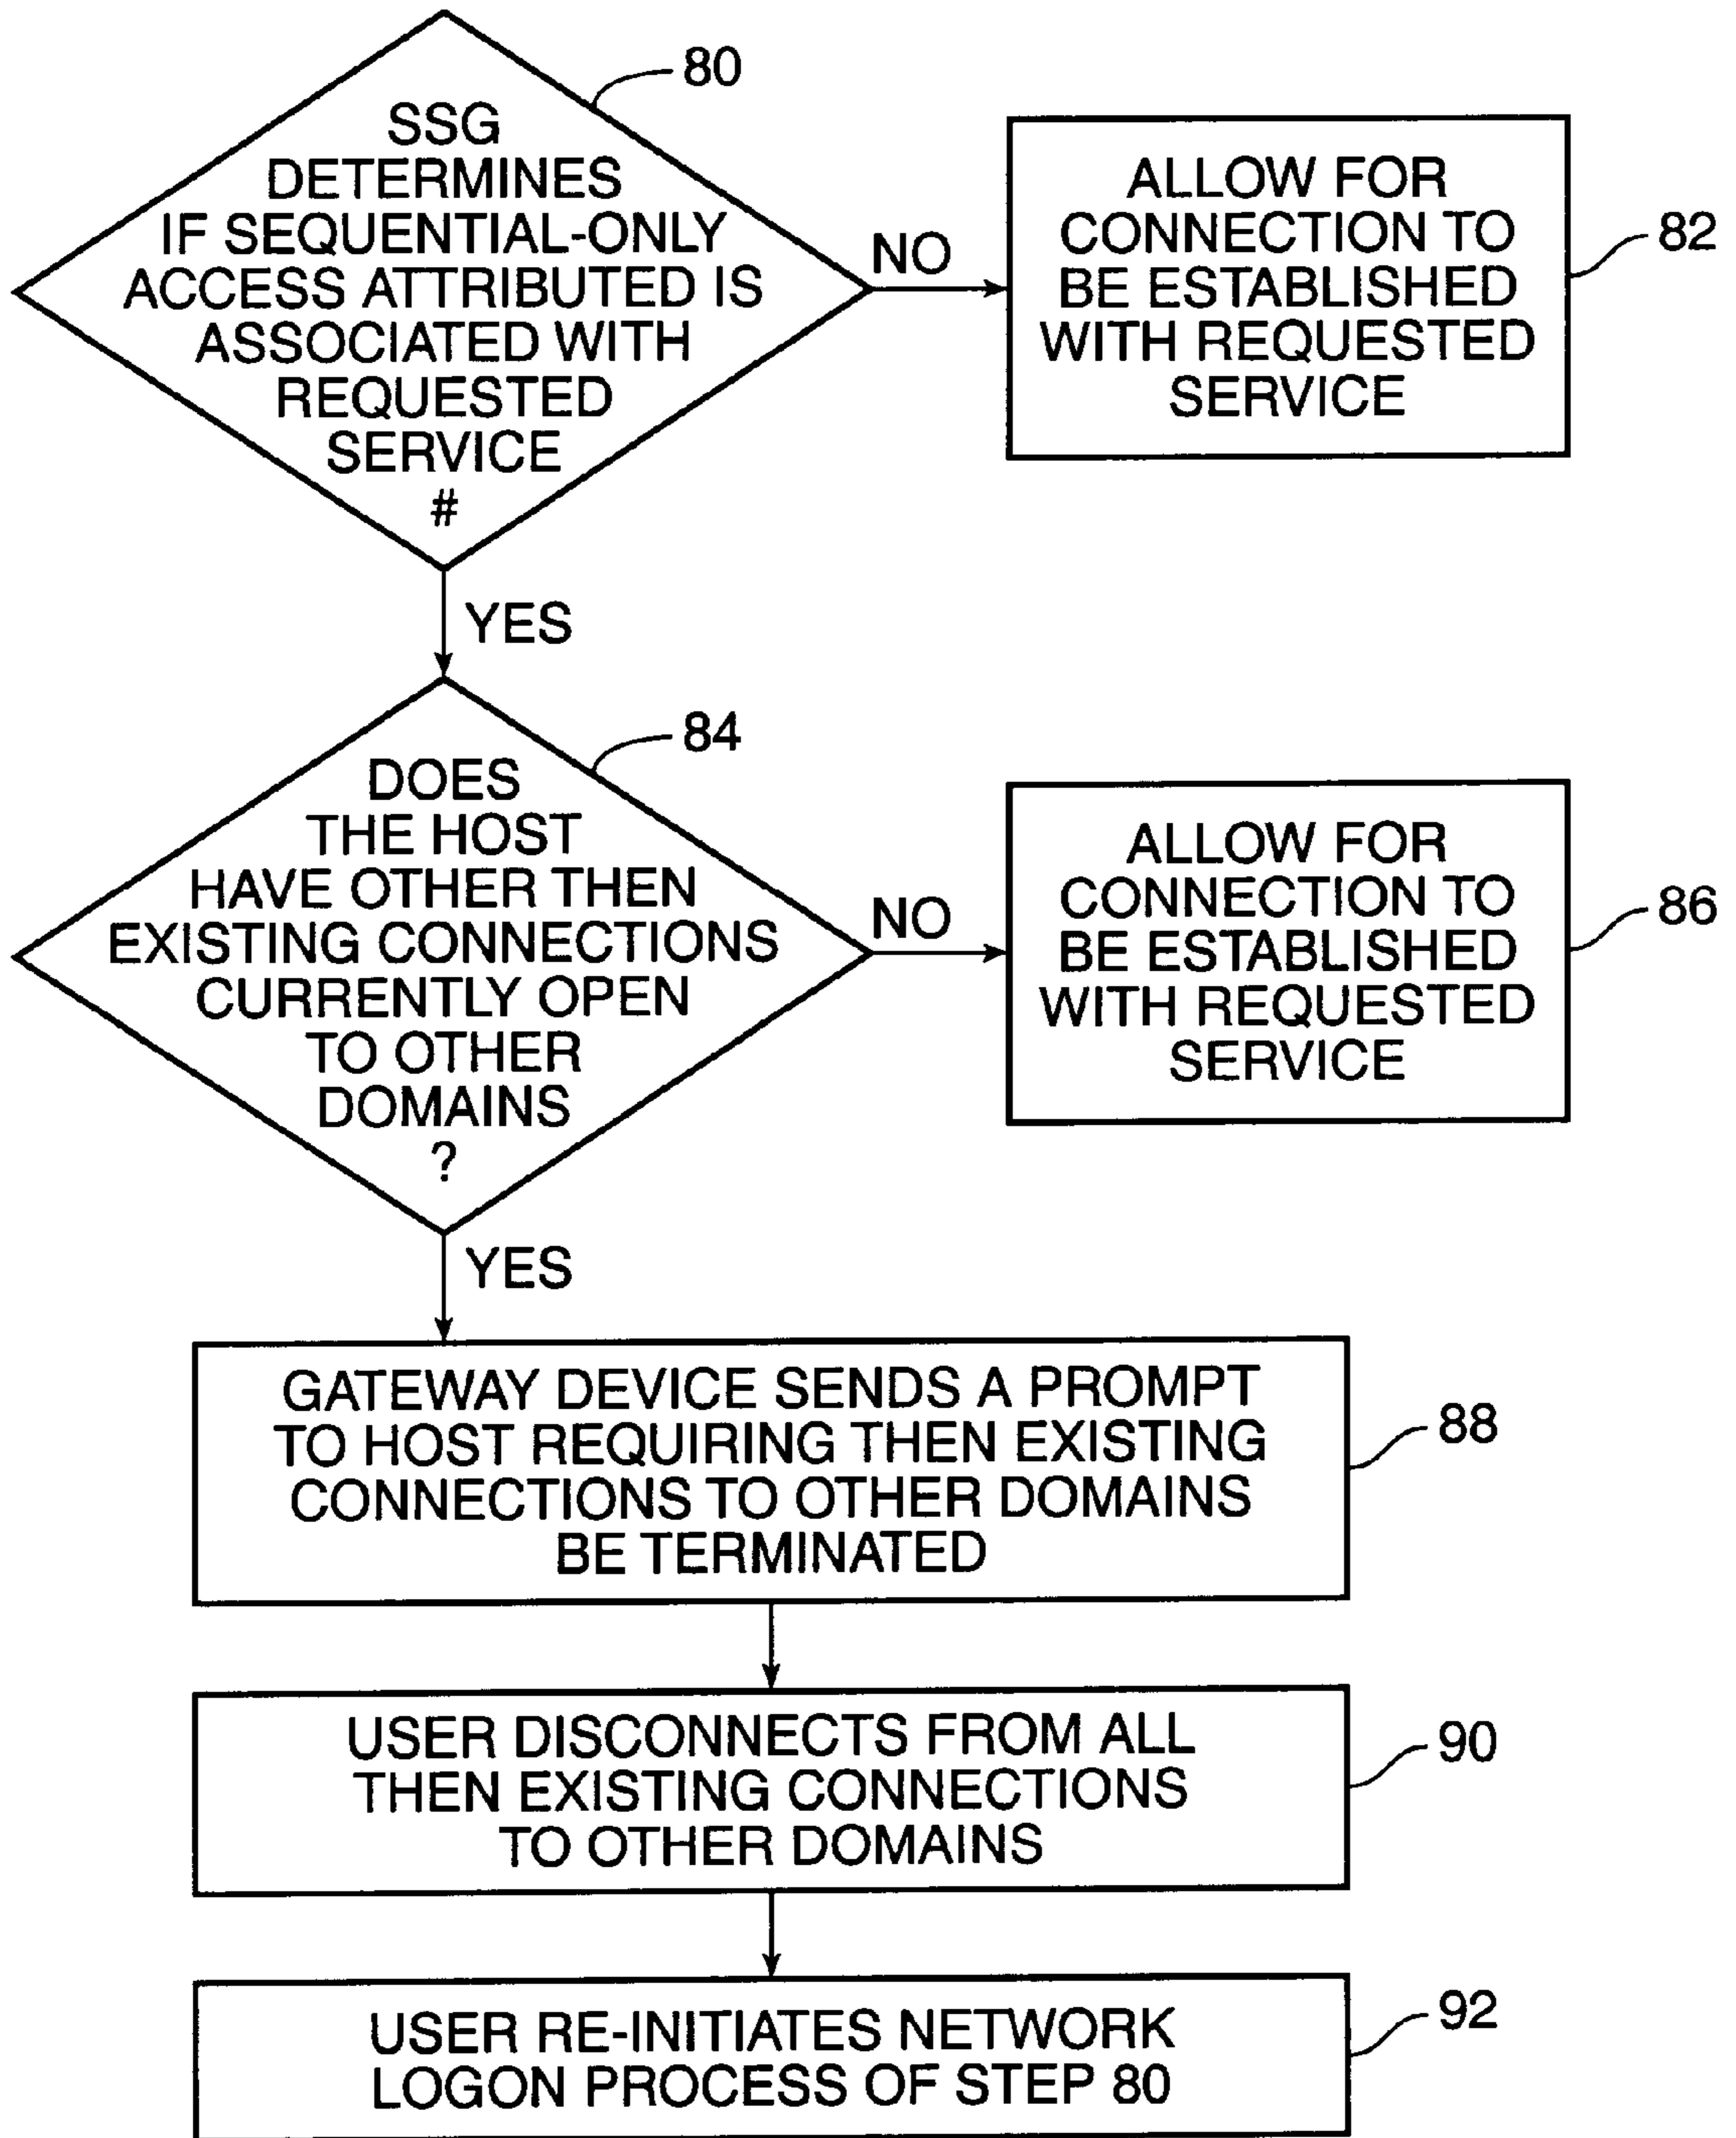 80
SSG
DETERMINES
IF SEQUENTIAL-ONLY
ACCESS ATTRIBUTED IS
ASSOCIATED WITH
REQUESTED
SERVICE
#
NO
ALLOW FOR
CONNECTION TO
BE ESTABLISHED
WITH REQUESTED
SERVICE
82
YES
84
DOES
THE HOST
HAVE OTHER THEN
EXISTING CONNECTIONS
CURRENTLY OPEN
TO OTHER
DOMAINS
?
NO
ALLOW FOR
CONNECTION TO
BE ESTABLISHED
WITH REQUESTED
SERVICE
86
YES
GATEWAY DEVICE SENDS A PROMPT
TO HOST REQUIRING THEN EXISTING
CONNECTIONS TO OTHER DOMAINS
BE TERMINATED
88
USER DISCONNECTS FROM ALL
THEN EXISTING CONNECTIONS
TO OTHER DOMAINS
90
USER RE-INITIATES NETWORK
LOGON PROCESS OF STEP 80
92